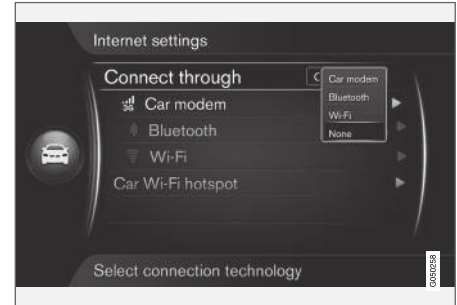 Internet settings
Connect through
Car modem
Bluetooth
Wi-Fi
None
3G Car modem
Bluetooth
Wi-Fi
Car Wi-Fi hotspot
Select connection technology
G050258